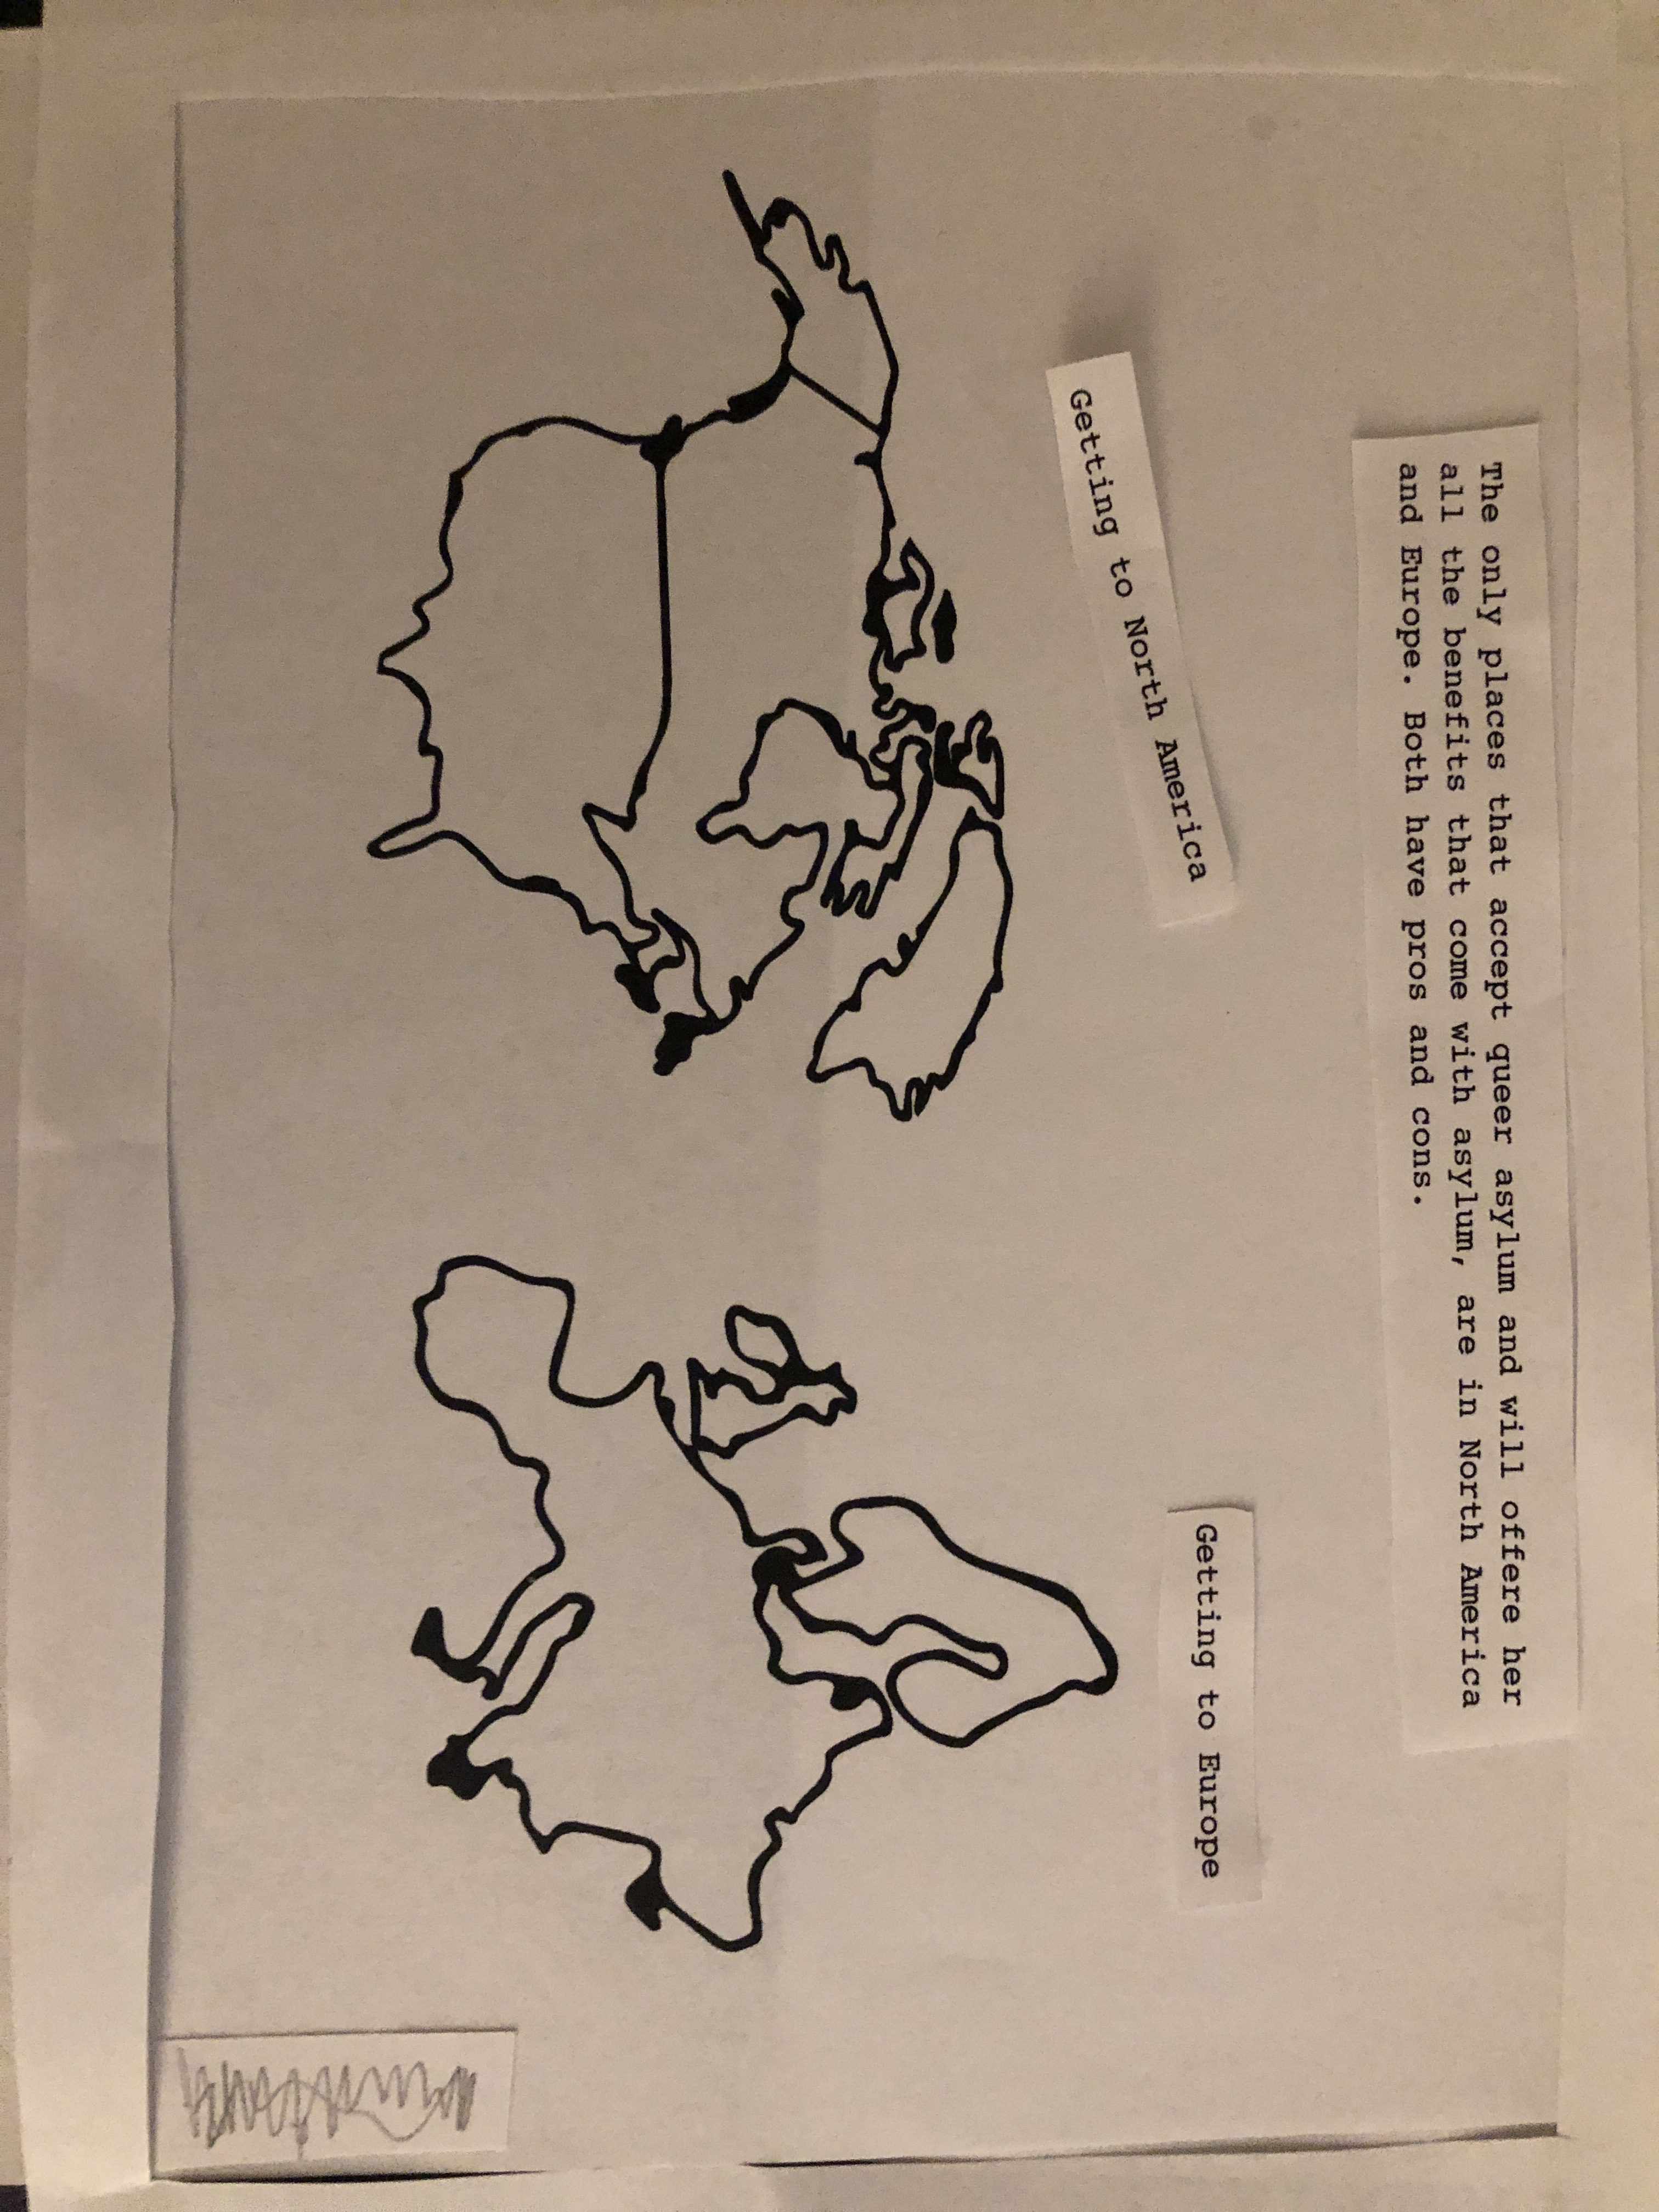 The only places that accept queer asylum and will offere her
all the benefits that come with asylum, are in North America
and Europe. Both have pros and cons.
Getting to North America
Getting to Europe